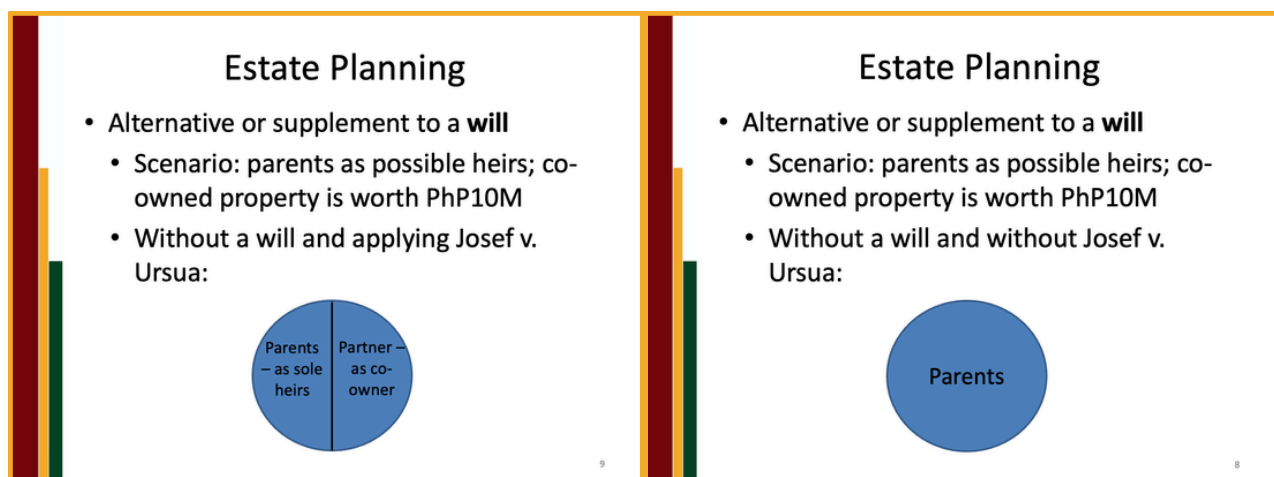 Estate Planning
• Alternative or supplement to a will
• Scenario: parents as possible heirs; co-
owned property is worth PhP10M
• Without a will and applying Josef v.
Ursua:
Parents
– as sole
heirs
Partner –
as co-
owner
9
Estate Planning
• Alternative or supplement to a will
• Scenario: parents as possible heirs; co-
owned property is worth PhP10M
• Without a will and without Josef v.
Ursua:
Parents
8